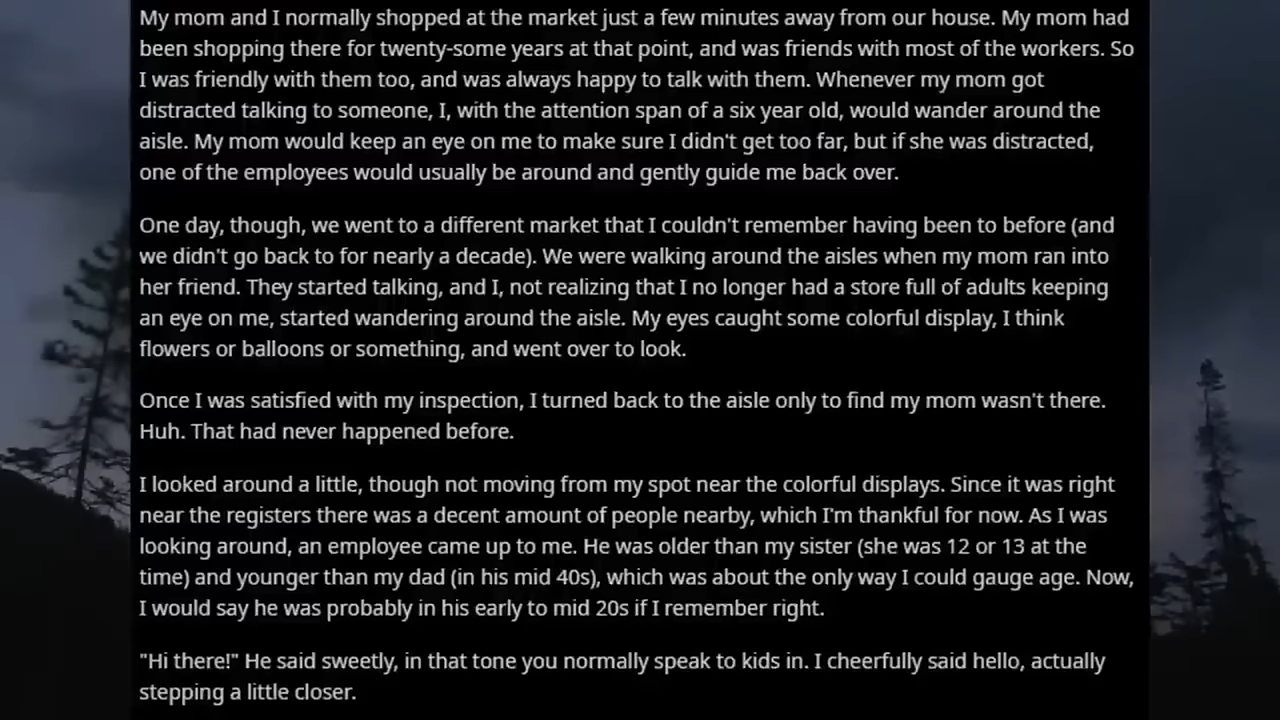 My mom and I normally shopped at the market just a few minutes away from our house. My mom had
been shopping there for twenty-some years at that point, and was friends with most of the workers. So
I was friendly with them too, and was always happy to talk with them. Whenever my mom got
distracted talking to someone, I, with the attention span of a six year old, would wander around the
aisle. My mom would keep an eye on me to make sure I didn't get too far, but if she was distracted,
one of the employees would usually be around and gently guide me back over.
One day, though, we went to a different market that I couldn't remember having been to before (and
we didn't go back to for nearly a decade). We were walking around the aisles when my mom ran into
her friend. They started talking, and I, not realizing that I no longer had a store full of adults keeping
an eye on me, started wandering around the aisle. My eyes caught some colorful display, I think
flowers or balloons or something, and went over to look.
Once I was satisfied with my inspection, I turned back to the aisle only to find my mom wasn't there.
Huh. That had never happened before.
I looked around a little, though not moving from my spot near the colorful displays. Since it was right
near the registers there was a decent amount of people nearby, which I'm thankful for now. As I was
looking around, an employee came up to me. He was older than my sister (she was 12 or 13 at the
time) and younger than my dad (in his mid 40s), which was about the only way I could gauge age. Now,
I would say he was probably in his early to mid 20s if I remember right.
"Hi there!" He said sweetly, in that tone you normally speak to kids in. I cheerfully said hello, actually
stepping a little closer.